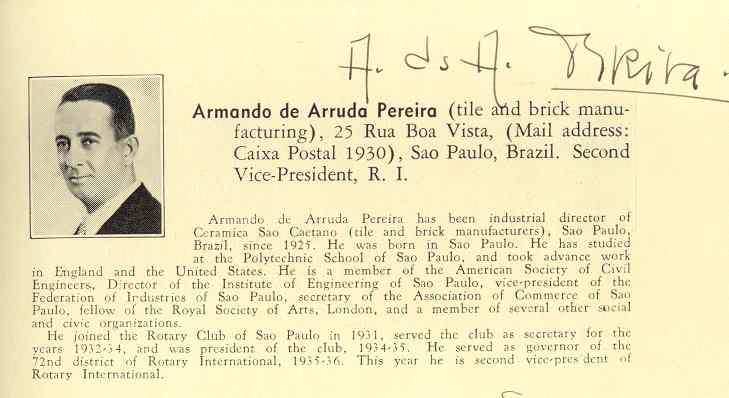 A. de A. Pereira.
Armando de Arruda Pereira (tile and brick manu-
facturing), 25 Rua Boa Vista, (Mail address:
Caixa Postal 1930), Sao Paulo, Brazil. Second
Vice-President, R. I.
Armando de Arruda Pereira has been industrial director of
Ceramica Sao Caetano (tile and brick manufacturers), Sao Paulo,
Brazil, since 1925. He was born in Sao Paulo. He has studied
at the Polytechnic School of Sao Paulo, and took advance work
in England and the United States. He is a member of the American Society of Civil
Engineers, Director of the Institute of Engineering of Sao Paulo, vice-president of the
Federation of Industries of Sao Paulo, secretary of the Association of Commerce of Sao
Paulo, fellow of the Royal Society of Arts, London, and a member of several other social
and civic organizations.
He joined the Rotary Club of Sao Paulo in 1931, served the club as secretary for the
years 1932-34, and was president of the club, 1934-35. He served as governor of the
72nd district of Rotary International, 1935-36. This year he is second vice-president of
Rotary International.